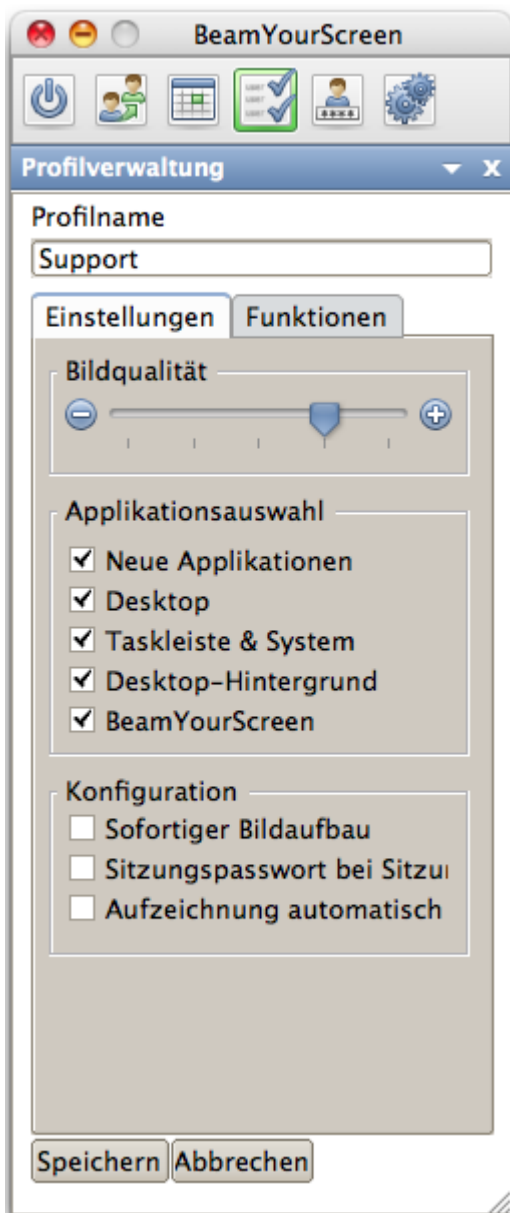 BeamYourScreen
Profilverwaltung
Profilname
Support
Einstellungen Funktionen
Bildqualität
Applikationsauswahl
Neue Applikationen
Desktop
Taskleiste & System
Desktop-Hintergrund
BeamYourScreen
Konfiguration
Sofortiger Bildaufbau
Sitzungspasswort bei
Aufzeichnung automatisch
Speichern Abbrechen